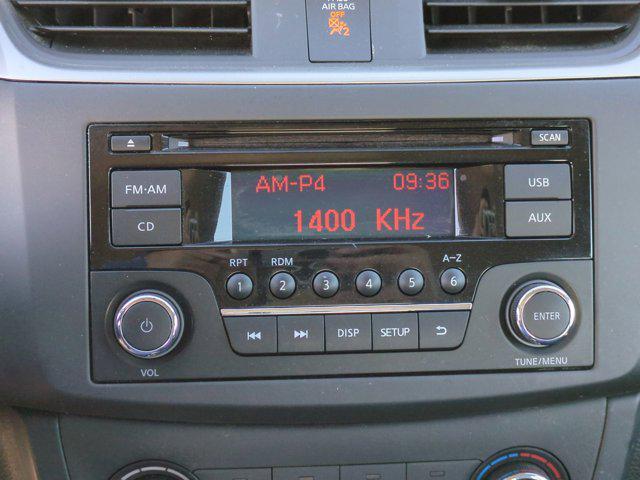 AIR BAG
OFF
2
SCAN
FM·AM
AM-P4 09:36
USB
CD
1400 KHz
AUX
RPT RDM A-Z
1 2 3 4 5 6
DISP SETUP
ENTER
VOL
TUNE/MENU